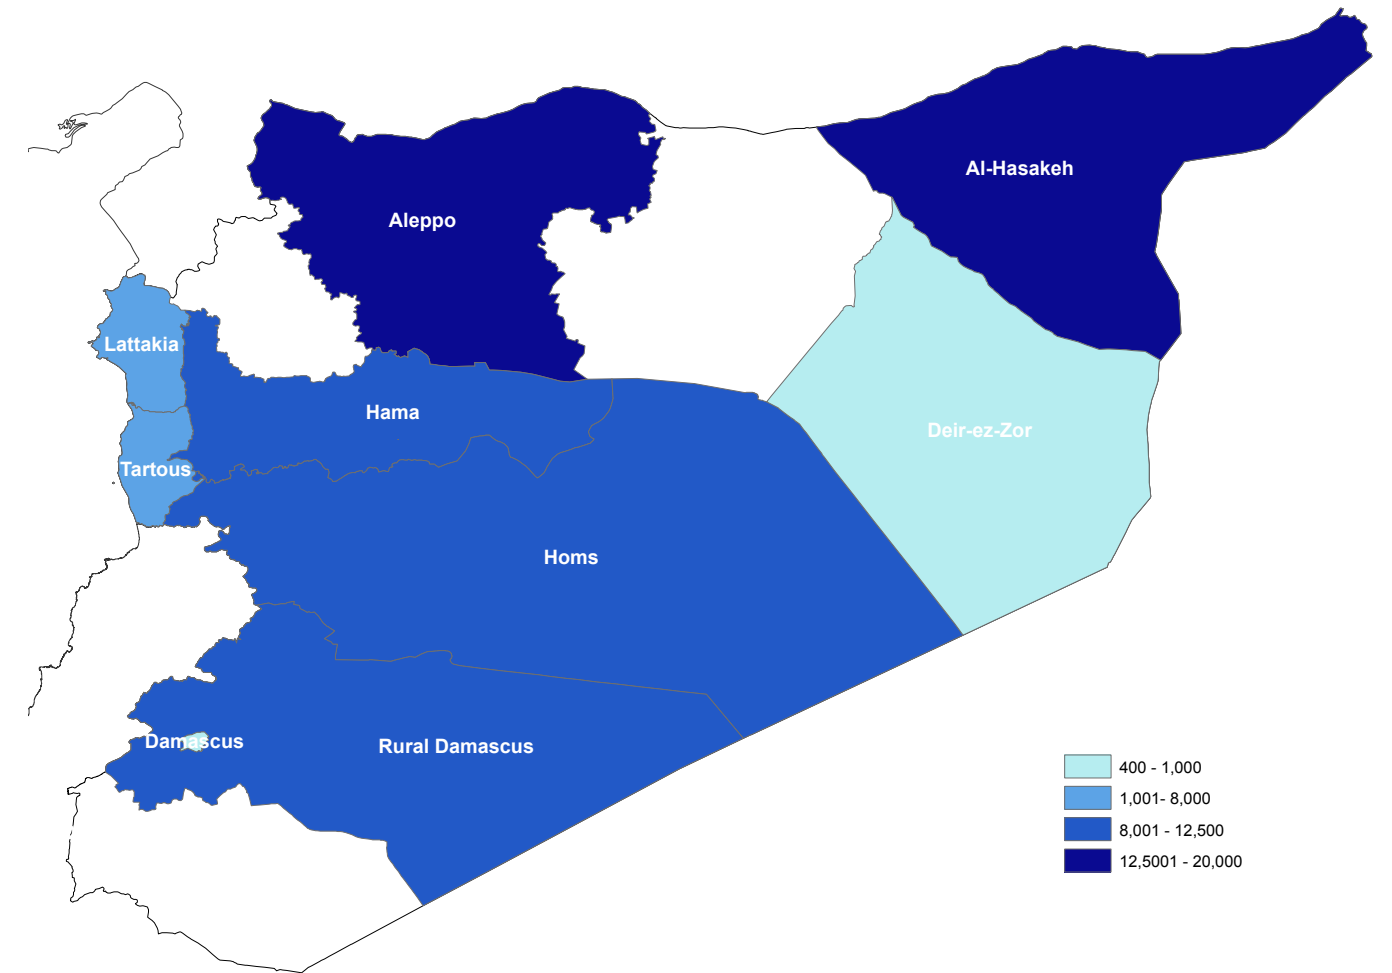 Al-Hasakeh
Aleppo
Lattakia
Hama
Deir-ez-Zor
Tartous
Homs
Damascus
Rural Damascus
400 - 1,000
1,001- 8,000
8,001 - 12,500
12,5001 - 20,000